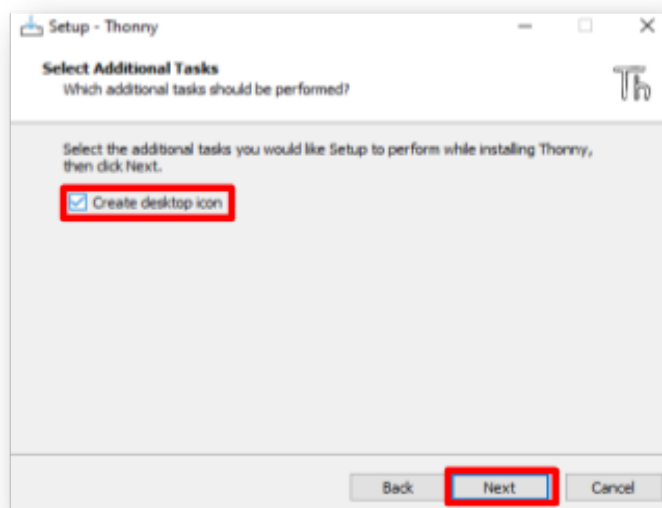 Setup - Thonny
Select Additional Tasks
Which additional tasks should be performed?
Th
Select the additional tasks you would like Setup to perform while installing Thonny,
then click Next.
Create desktop icon
Back Next Cancel